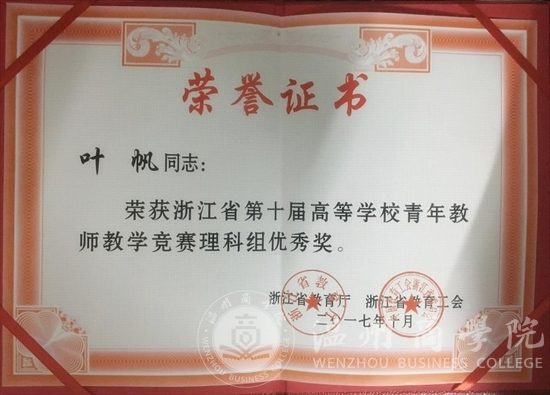 荣誉证书
叶 帆同志:
荣获浙江省第十届高等学校青年教
师教学竞赛理科组优秀奖。
浙江省教育厅 浙江省教育工会
二〇一七年十月
温州商学院
WENZHOU BUSINESS COLLEGE